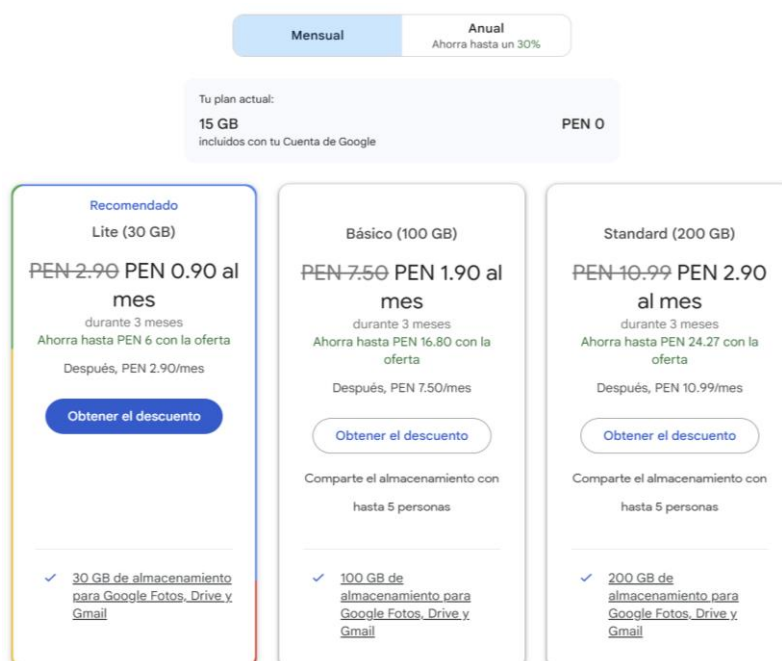 Mensual
Anual
Ahorra hasta un 30%
Tu plan actual:
15 GB
incluidos con tu Cuenta de Google
PEN 0
Recomendado
Lite (30 GB)
PEN 2.90 PEN 0.90 al
mes
durante 3 meses
Ahorra hasta PEN 6 con la oferta
Después, PEN 2.90/mes
Obtener el descuento
30 GB de almacenamiento
para Google Fotos, Drive y
Gmail
Básico (100 GB)
PEN 7.50 PEN 1.90 al
mes
durante 3 meses
Ahorra hasta PEN 16.80 con la
oferta
Después, PEN 7.50/mes
Obtener el descuento
Comparte el almacenamiento con
hasta 5 personas
100 GB de
almacenamiento para
Google Fotos, Drive y
Gmail
Standard (200 GB)
PEN 10.99 PEN 2.90
al mes
durante 3 meses
Ahorra hasta PEN 24.27 con la
oferta
Después, PEN 10.99/mes
Obtener el descuento
Comparte el almacenamiento con
hasta 5 personas
200 GB de
almacenamiento para
Google Fotos, Drive y
Gmail